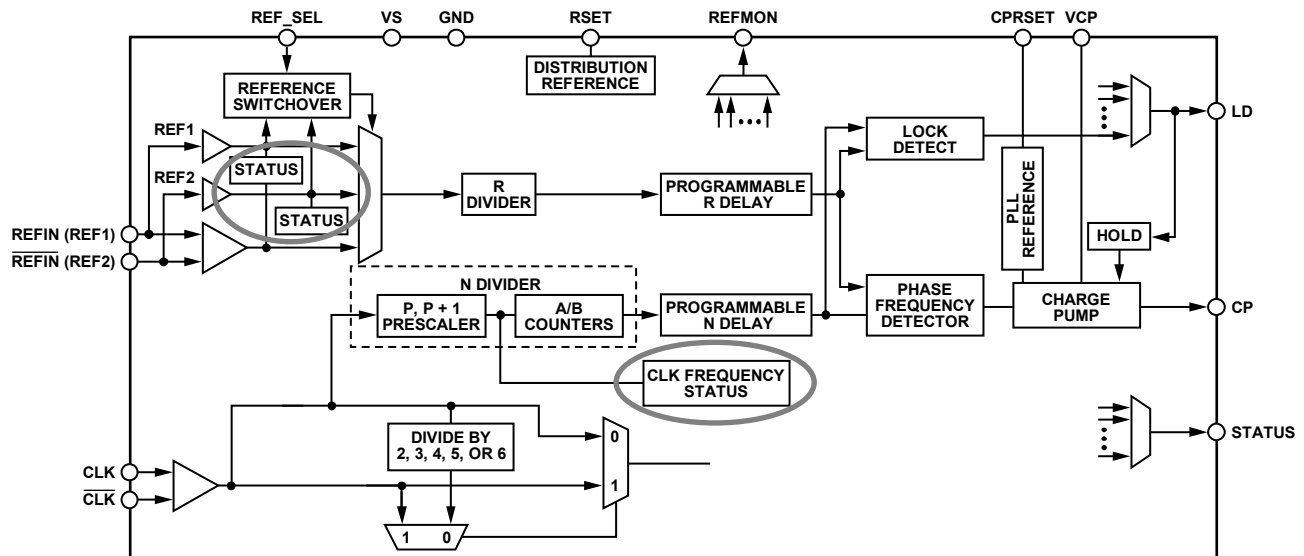 REF_SEL
VS
GND
RSET
REFMON
CPRSET
VCP
DISTRIBUTION
REFERENCE
REFERENCE
SWITCHOVER
REF1
STATUS
REF2
STATUS
REFIN (REF1)
REFIN (REF2)
R
DIVIDER
PROGRAMMABLE
R DELAY
LOCK
DETECT
LD
PLL
REFERENCE
HOLD
N DIVIDER
P, P + 1
PRESCALER
A/B
COUNTERS
PROGRAMMABLE
N DELAY
PHASE
FREQUENCY
DETECTOR
CHARGE
PUMP
CP
CLK FREQUENCY
STATUS
DIVIDE BY
2, 3, 4, 5, OR 6
0
1
STATUS
CLK
CLK
1 0